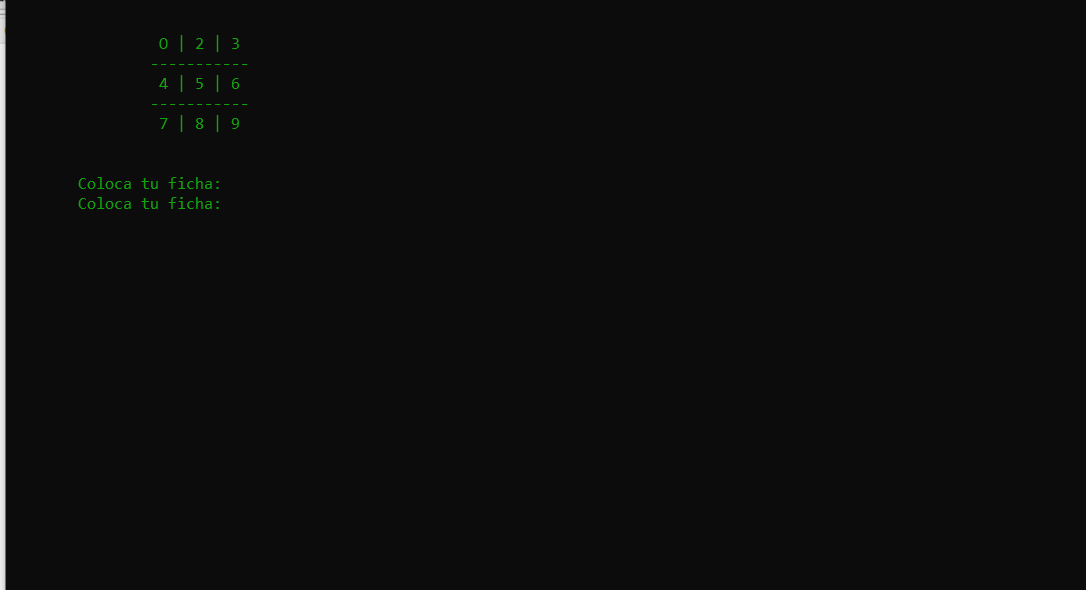 O | 2 | 3
-----------
4 | 5 | 6
-----------
7 | 8 | 9
Coloca tu ficha:
Coloca tu ficha: